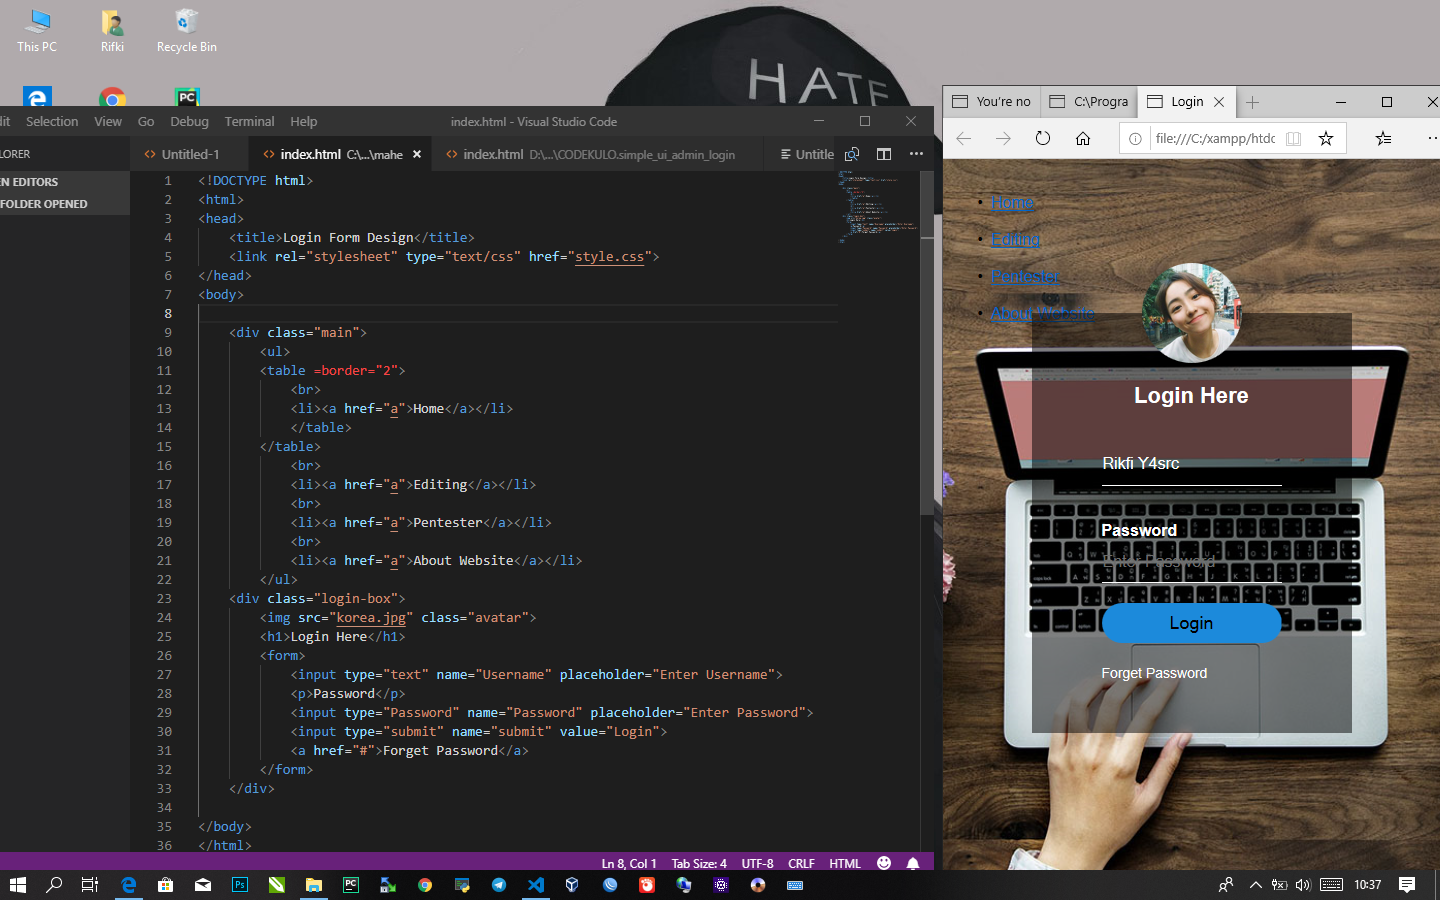 This PC
Rifki
Recycle Bin
HATE
PC
dit Selection View Go Debug Terminal Help
index.html - Visual Studio Code
LORER
Untitled-1
index.html C:\...\mahe
index.html D:\...\CODEKULO.simple_ui_admin_login
Untitle
EN EDITORS
FOLDER OPENED
1 <!DOCTYPE html>
2 <html>
3 <head>
4 <title>Login Form Design</title>
5 <link rel="stylesheet" type="text/css" href="style.css">
6 </head>
7 <body>
8
9 <div class="main">
10 <ul>
11 <table =border="2">
12 <br>
13 <li><a href="a">Home</a></li>
14 </table>
15 </table>
16 <br>
17 <li><a href="a">Editing</a></li>
18 <br>
19 <li><a href="a">Pentester</a></li>
20 <br>
21 <li><a href="a">About Website</a></li>
22 </ul>
23 <div class="login-box">
24 <img src="korea.jpg" class="avatar">
25 <h1>Login Here</h1>
26 <form>
27 <input type="text" name="Username" placeholder="Enter Username">
28 <p>Password</p>
29 <input type="Password" name="Password" placeholder="Enter Password">
30 <input type="submit" name="submit" value="Login">
31 <a href="#">Forget Password</a>
32 </form>
33 </div>
34
35 </body>
36 </html>
Ln 8, Col 1 Tab Size: 4 UTF-8 CRLF HTML
You're no
C:\Progra
Login
file:///C:/xampp/htdc
• Home
• Editing
• Pentester
• About Website
Login Here
Rikfi Y4src
Password
Enter Password
Login
Forget Password
Ps
PC
10:37